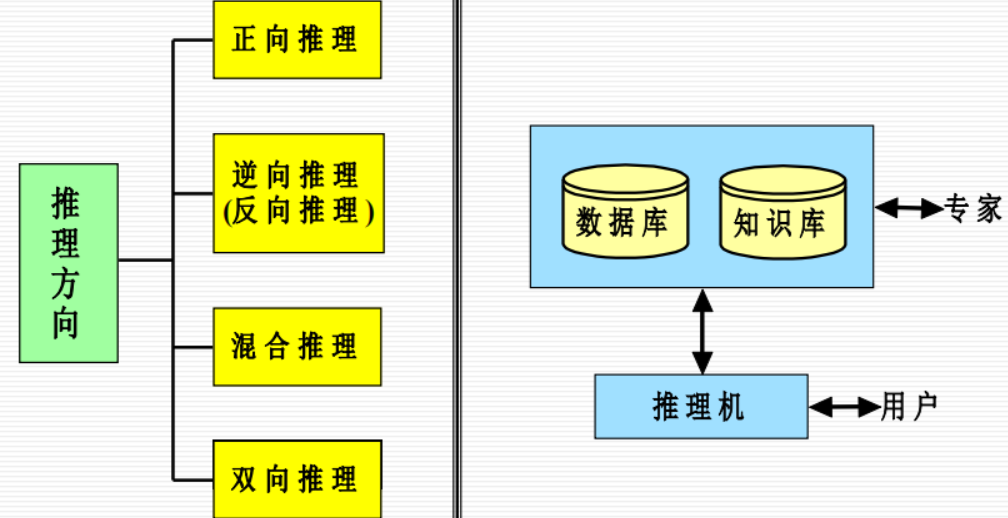 推理方向
正向推理
逆向推理
(反向推理)
混合推理
双向推理
数据库
知识库
专家
推理机
用户